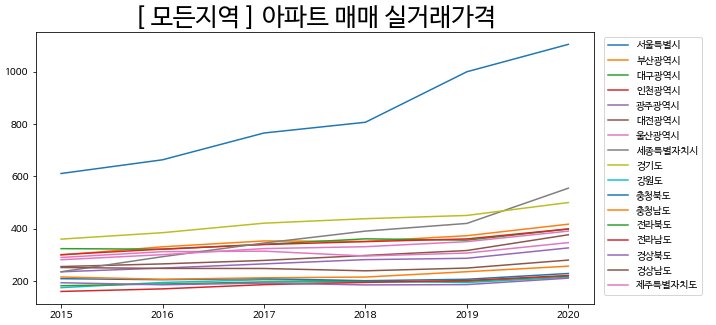 [ 모든지역 ] 아파트 매매 실거래가격
1000
800
600
400
200
2015 2016 2017 2018 2019 2020
서울특별시
부산광역시
대구광역시
인천광역시
광주광역시
대전광역시
울산광역시
세종특별자치시
경기도
강원도
충청북도
충청남도
전라북도
전라남도
경상북도
경상남도
제주특별자치도